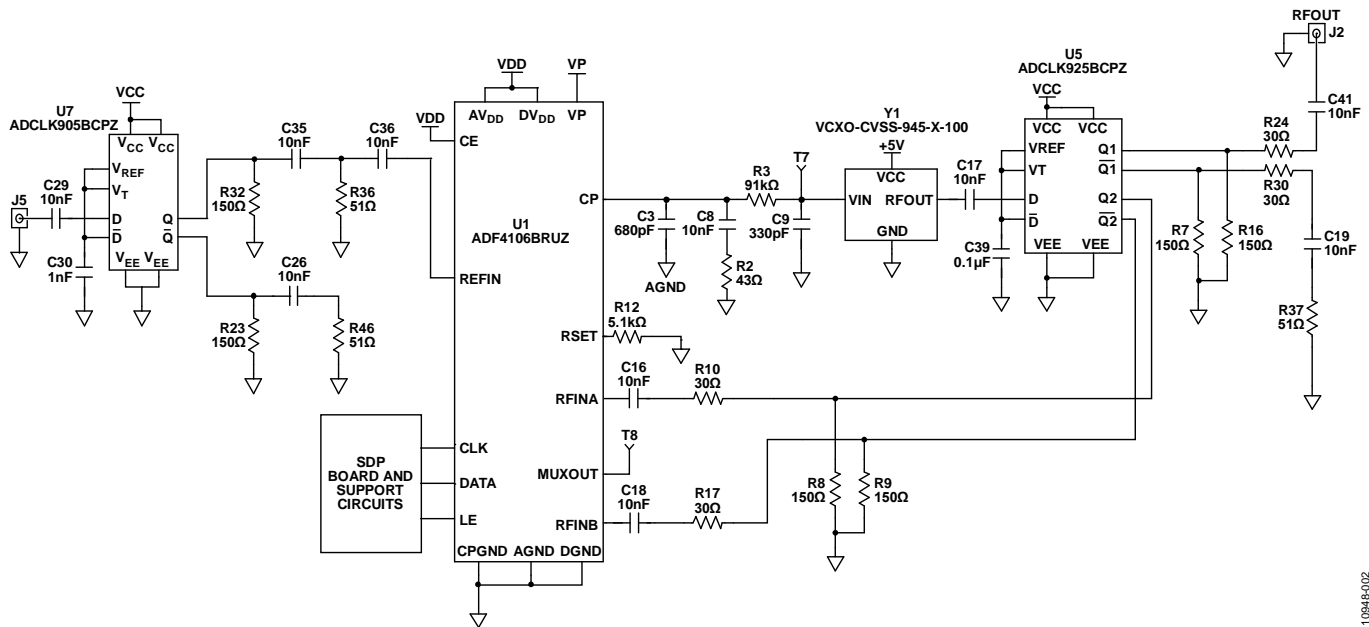 RFOUT
J2
U5
ADCLK925BCPZ
VDD
VP
VCC
C41
10nF
U7
ADCLK905BCPZ
VCC
Y1
VCXO-CVSS-945-X-100
AVDD
DVDD
VP
VCC
VCC
R24
30Ω
VDD
+5V
C35
10nF
C36
10nF
CE
VCC
VCC
VREF
Q1
VREF
VT
Q1
R30
30Ω
C29
10nF
VT
R32
150Ω
R36
51Ω
T7
C17
10nF
R3
91kΩ
VCC
J5
D
Q
CP
VIN
RFOUT
D
Q2
D
Q
U1
ADF4106BRUZ
C3
680pF
C8
10nF
C9
330pF
GND
D
Q2
R7
150Ω
R16
150Ω
C19
10nF
VEE
VEE
C30
1nF
C26
10nF
REFIN
C39
0.1µF
VEE
VEE
AGND
R2
43Ω
R23
150Ω
R46
51Ω
R12
5.1kΩ
RSET
R37
51Ω
C16
10nF
R10
30Ω
RFINA
SDP
BOARD AND
SUPPORT
CIRCUITS
CLK
DATA
LE
T8
MUXOUT
C18
10nF
R17
30Ω
R8
150Ω
R9
150Ω
RFINB
CPGND
AGND
DGND
10948-002